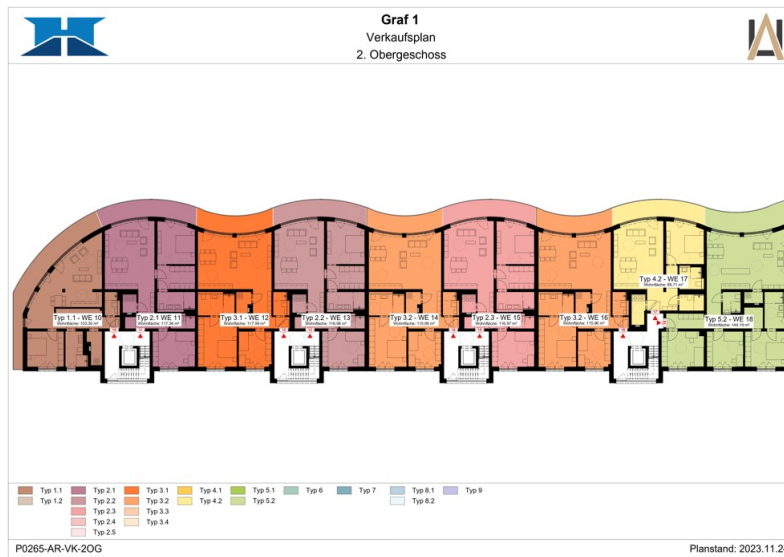 Graf 1
Verkaufsplan
2. Obergeschoss
Typ 4.2 - WE 17
Typ 1.1 - WE 10
Typ 2.1 WE 11
Typ 3.1 - WE 12
Typ 2.2 - WE 13
Typ 3.2 - WE 14
Typ 2.3 - WE 15
Typ 3.2 - WE 16
Typ 5.2 - WE 18
Typ 1.1 Typ 2.1 Typ 3.1 Typ 4.1 Typ 5.1 Typ 6 Typ 7 Typ 8.1 Typ 9
Typ 1.2 Typ 2.2 Typ 3.2 Typ 4.2 Typ 5.2 Typ 8.2
Typ 2.3 Typ 3.3
Typ 2.4 Typ 3.4
Typ 2.5
P0265-AR-VK-2OG
Planstand: 2023.11.2